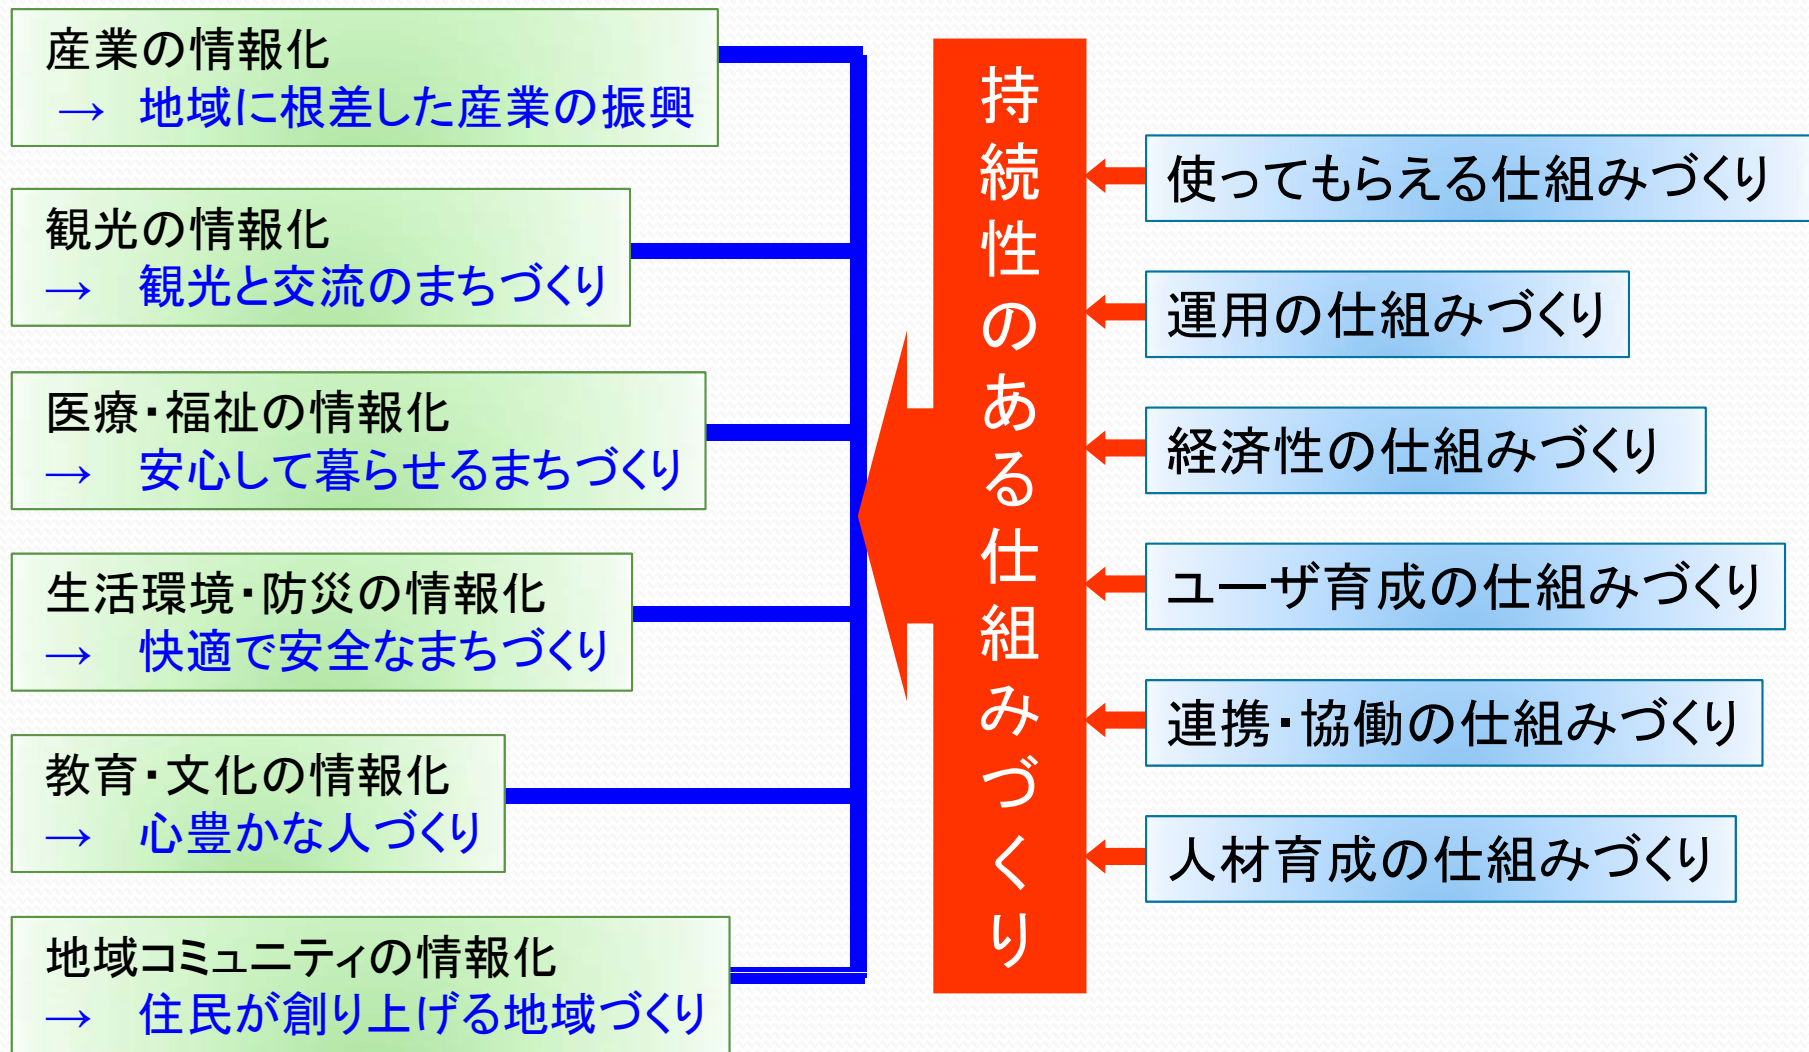 産業の情報化
→ 地域に根差した産業の振興
観光の情報化
→ 観光と交流のまちづくり
医療・福祉の情報化
→ 安心して暮らせるまちづくり
生活環境・防災の情報化
→ 快適で安全なまちづくり
教育・文化の情報化
→ 心豊かな人づくり
地域コミュニティの情報化
→ 住民が創り上げる地域づくり
持続性のある仕組みづくり
使ってもらえる仕組みづくり
運用の仕組みづくり
経済性の仕組みづくり
ユーザ育成の仕組みづくり
連携・協働の仕組みづくり
人材育成の仕組みづくり